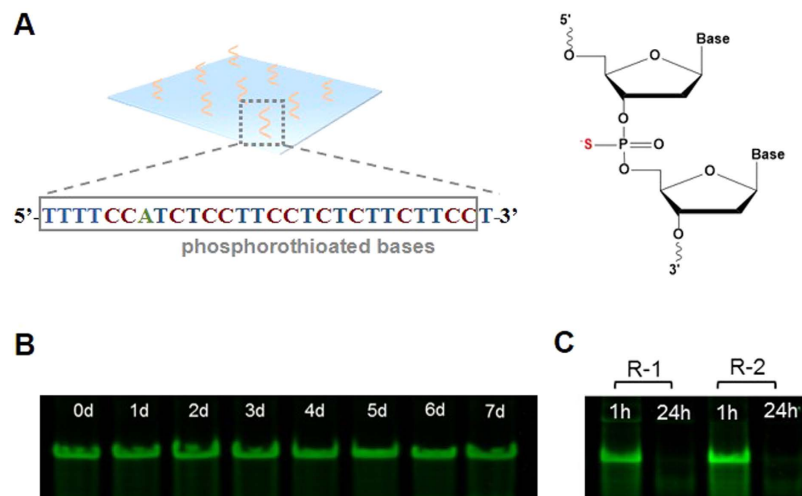 A
5'
O
Base
O
O
-S
P
O
O
Base
O
O
3'
5'-TTTTCCATCTCCTTCCTCTCTTCTTCCT-3'
phosphorothioated bases
B
0d 1d 2d 3d 4d 5d 6d 7d
C
R-1 R-2
1h 24h 1h 24h